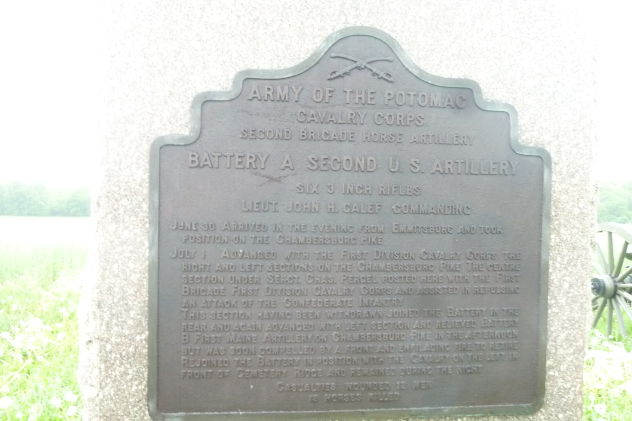 ARMY OF THE POTOMAC
CAVALRY CORPS
SECOND BRIGADE HORSE ARTILLERY
BATTERY A SECOND U. S. ARTILLERY
SIX 3 INCH RIFLES
LIEUT. JOHN H. CALEF COMMANDING
JUNE 30 ARRIVED IN THE EVENING FROM EMMITSBURG AND TOOK
POSITION ON THE CHAMBERSBURG PIKE
JULY 1 ADVANCED WITH THE FIRST DIVISION CAVALRY CORPS THE
RIGHT AND LEFT SECTIONS ON THE CHAMBERSBURG PIKE THE CENTRE
SECTION UNDER SERGT. CHAS. PERGEL POSTED HERE WITH THE FIRST
BRIGADE FIRST DIVISION CAVALRY CORPS AND ASSISTED IN REPULSING
AN ATTACK OF THE CONFEDERATE INFANTRY
THIS SECTION HAVING BEEN WITHDRAWN JOINED THE BATTERY IN THE
REAR AND AGAIN ADVANCED WITH LEFT SECTION AND RELIEVED BATTERY
B FIRST MAINE ARTILLERY ON CHAMBERSBURG PIKE IN THE AFTERNOON
BUT WAS SOON COMPELLED BY A FRONT AND ENFILADING FIRE TO RETIRE
REJOINED THE BATTERY IN POSITION WITH THE CAVALRY ON THE LEFT IN
FRONT OF CEMETERY RIDGE AND REMAINED DURING THE NIGHT
CASUALTIES WOUNDED 12 MEN
13 HORSES KILLED